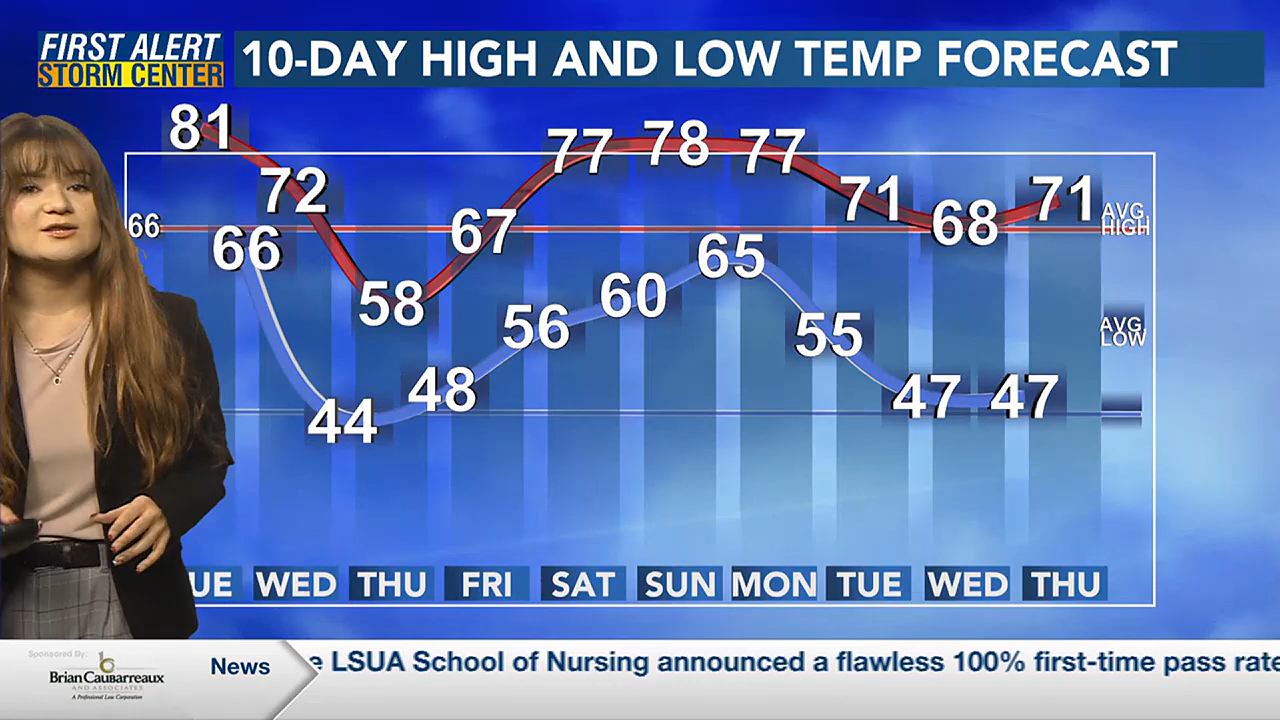 FIRST ALERT
STORM CENTER
10-DAY HIGH AND LOW TEMP FORECAST
81
72
58
67
77
78
77
71
68
71
66
AVG
HIGH
66
44
48
56
60
65
55
47
47
AVG
LOW
UE WED THU FRI SAT SUN MON TUE WED THU
Sponsored By:
Brian Caubarreaux
AND ASSOCIATES
A Professional Law Corporation
News
e LSUA School of Nursing announced a flawless 100% first-time pass rate